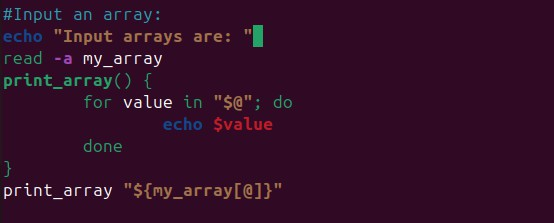 #Input an array:
echo "Input arrays are: "
read -a my_array
print_array() {
        for value in "$@"; do
                echo $value
        done
}
print_array "${my_array[@]}"